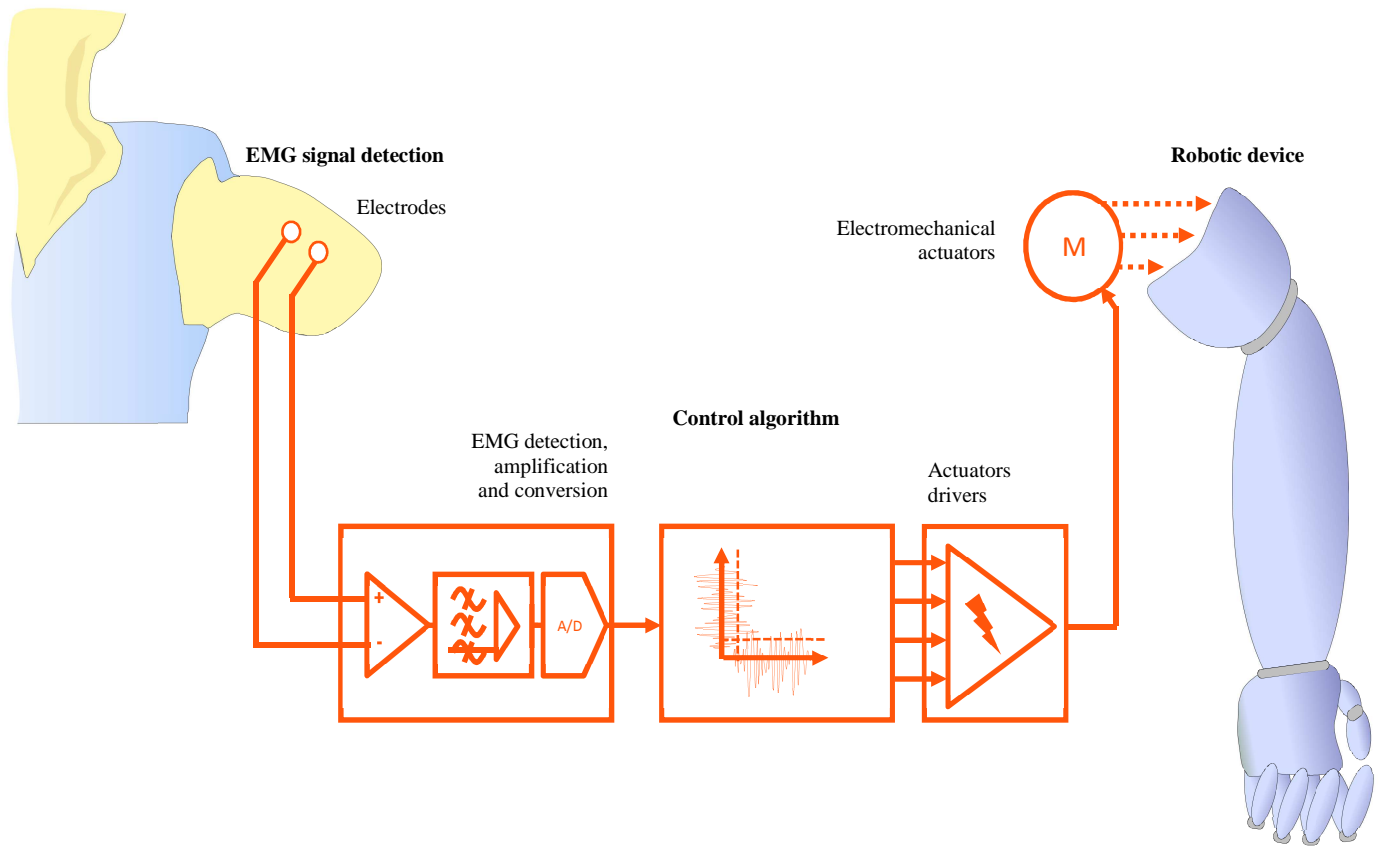 EMG signal detection
Electrodes
Robotic device
Electromechanical
actuators
M
Control algorithm
EMG detection,
amplification
and conversion
Actuators
drivers
+
-
A/D